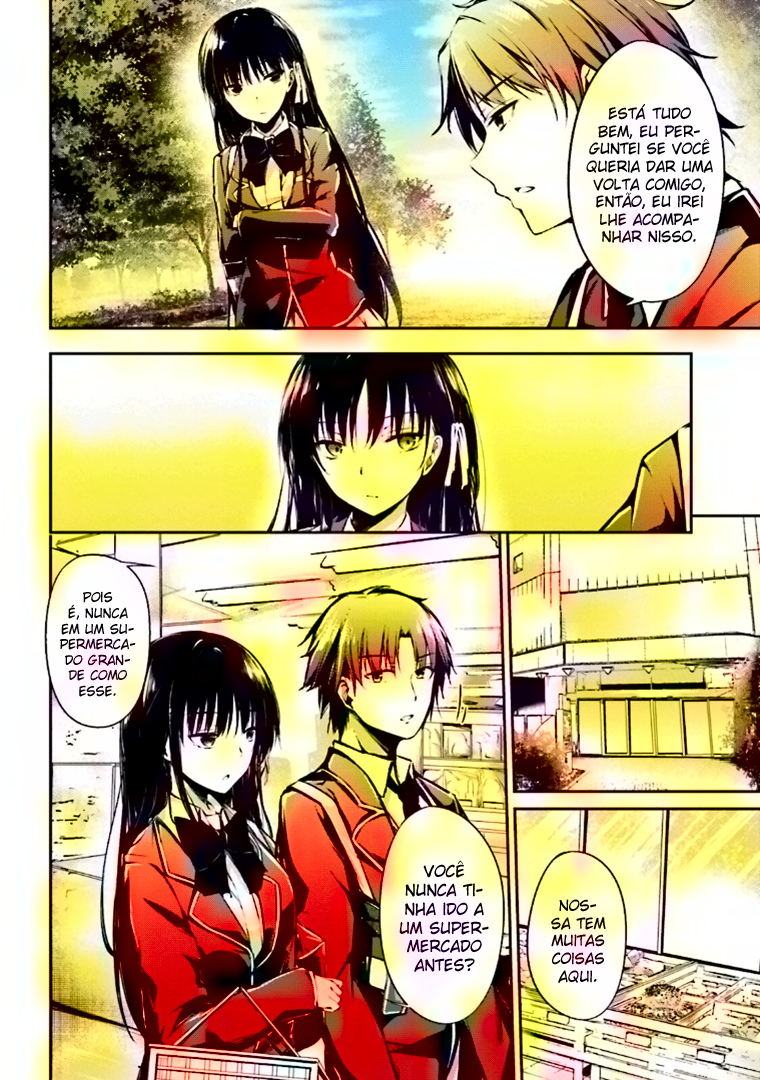 ESTÁ TUDO
BEM, EU PER-
GUNTEI SE VOCÊ
QUERIA DAR UMA
VOLTA COMIGO,
ENTÃO, EU IREI
LHE ACOMPA-
NHAR NISSO.
NOS-
SA TEM
MUITAS
COISAS
AQUI.
VOCÊ
NUNCA TI-
NHA IDO A
UM SUPER-
MERCADO
ANTES?
POIS
É, NUNCA
EM UM SU-
PERMERCA-
DO GRAN-
DE COMO
ESSE.